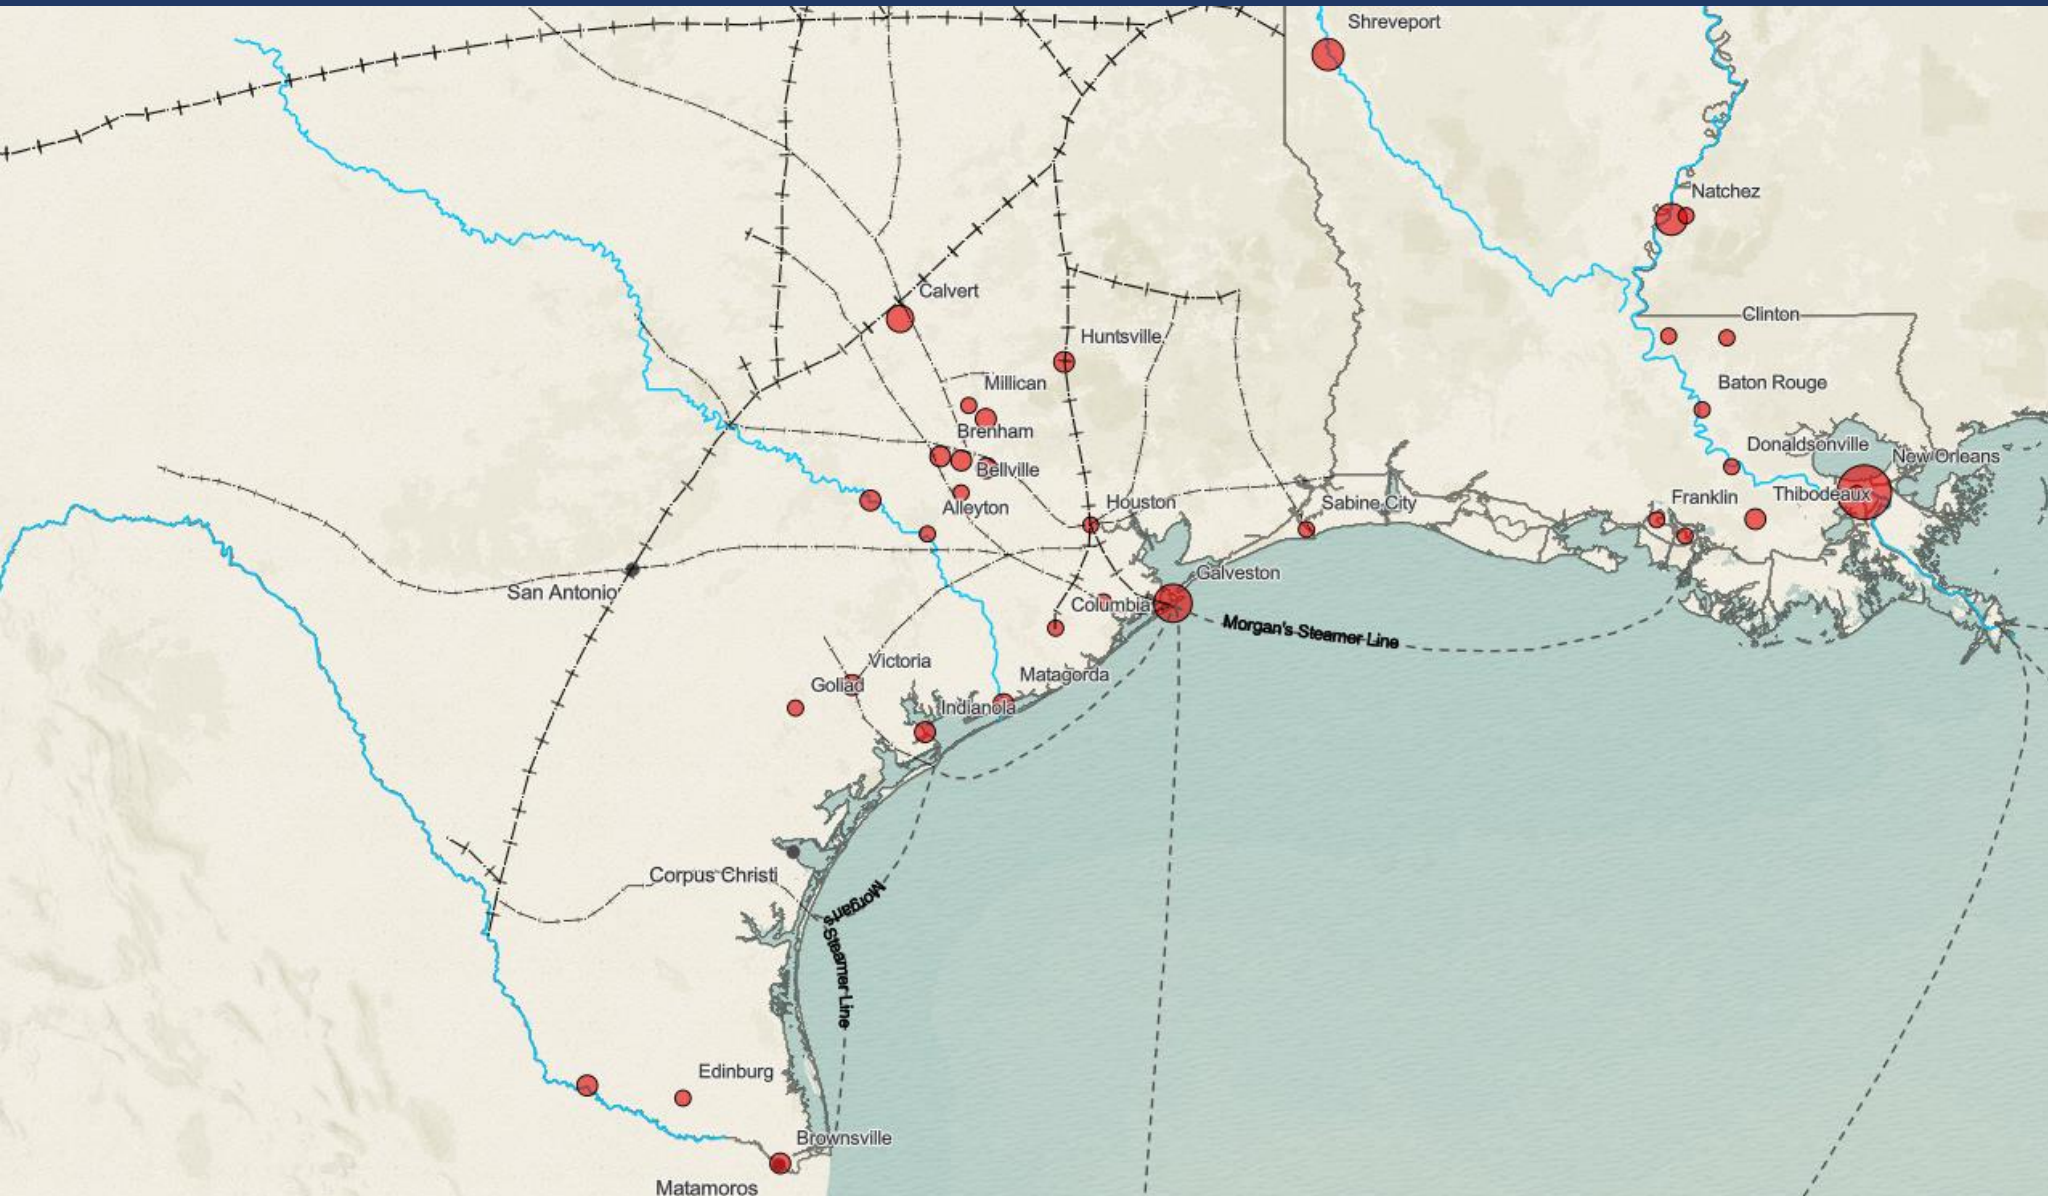 Shreveport
Natchez
Calvert
Clinton
Huntsville
Millican
Baton Rouge
Brenham
Donaldsonville
New Orleans
Bellville
Franklin
Thibodeaux
Alleyton
Houston
Sabine City
San Antonio
Galveston
Columbia
Morgan's Steamer Line
Victoria
Matagorda
Goliad
Indianola
Corpus Christi
Morgan's Steamer Line
Edinburg
Brownsville
Matamoros